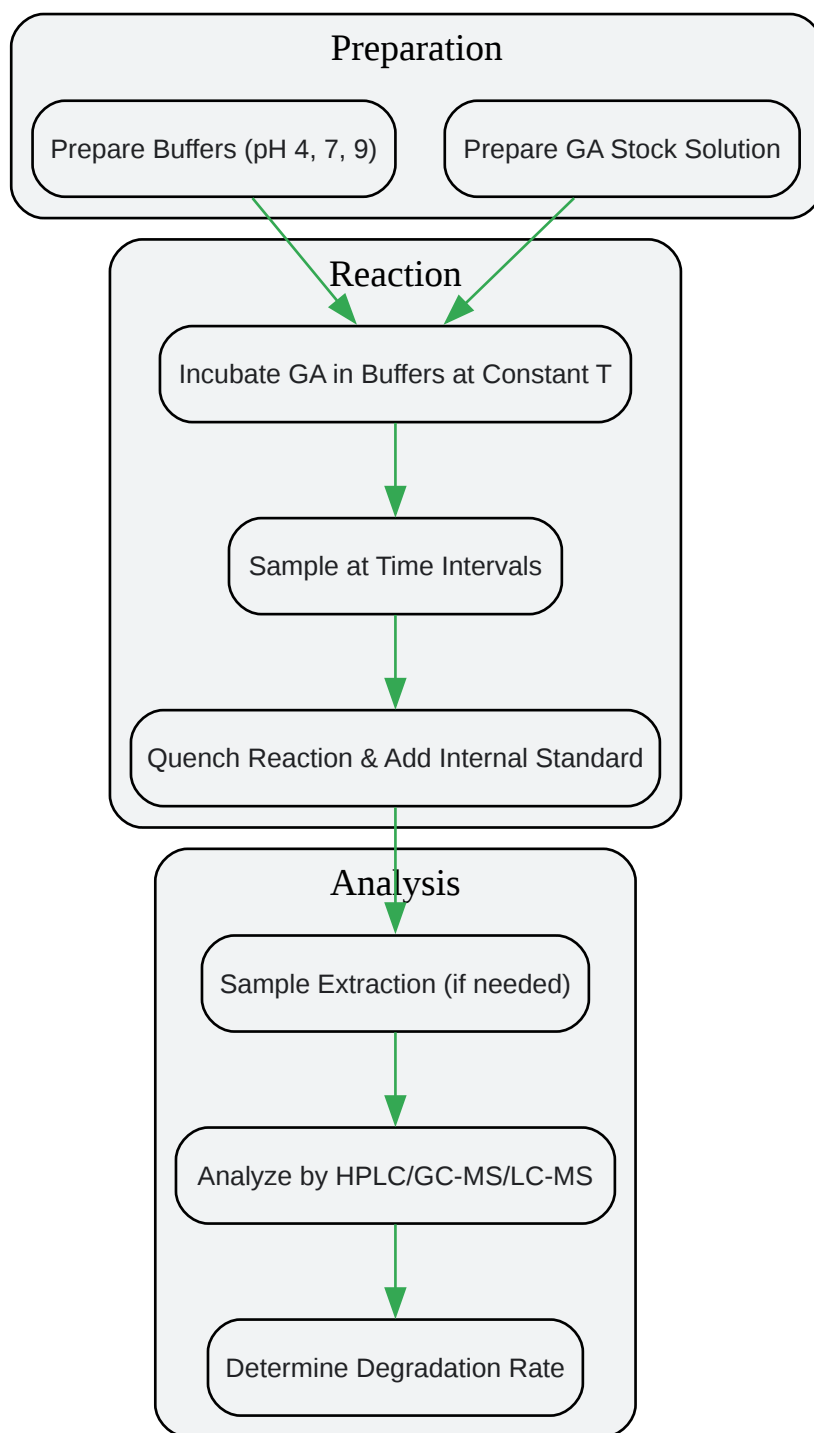 Preparation
Prepare Buffers (pH 4, 7, 9)
Prepare GA Stock Solution
Reaction
Incubate GA in Buffers at Constant T
Sample at Time Intervals
Quench Reaction & Add Internal Standard
Analysis
Sample Extraction (if needed)
Analyze by HPLC/GC-MS/LC-MS
Determine Degradation Rate